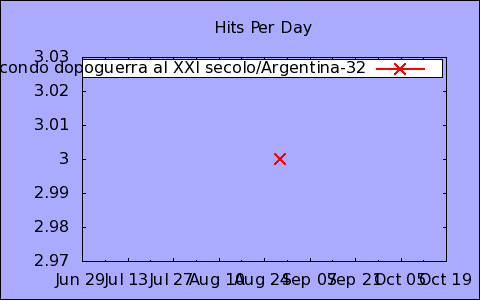 Hits Per Day
3.03
condo dopoguerra al XXI secolo/Argentina-32
3.02
3.01
3
2.99
2.98
2.97
Jun 29 Jul 13 Jul 27 Aug 10 Aug 24 Sep 07 Sep 21 Oct 05 Oct 19